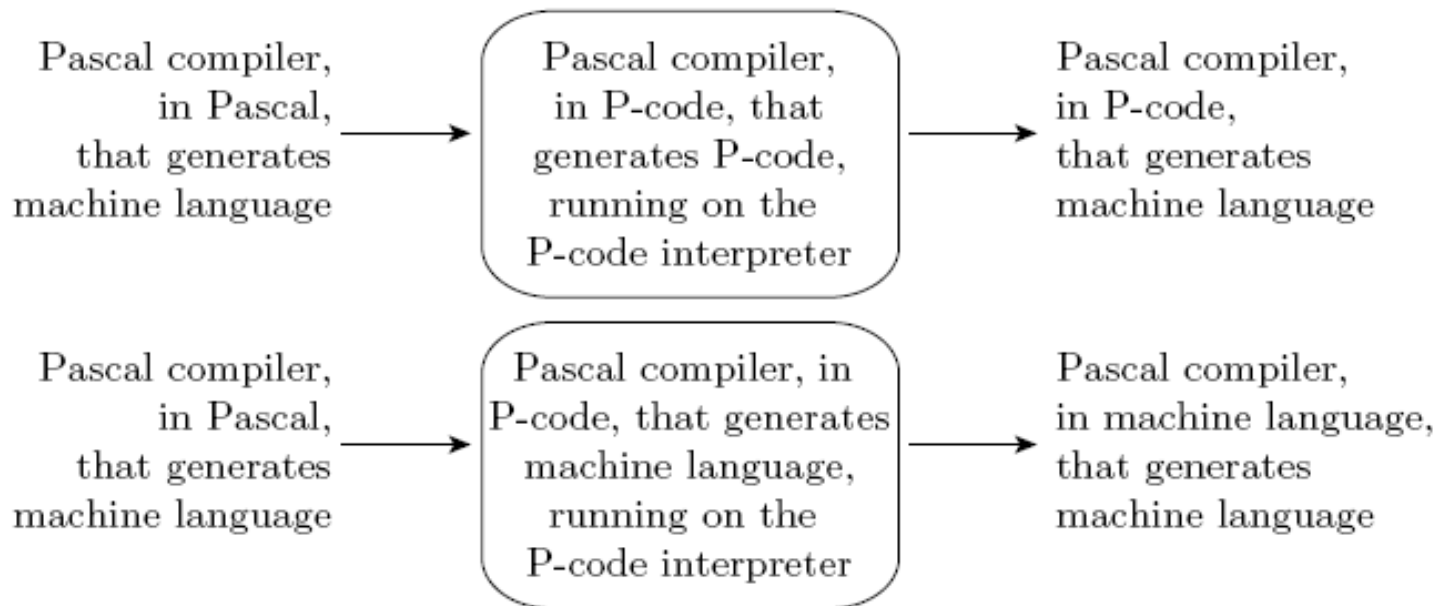 Pascal compiler,
in Pascal,
that generates
machine language
Pascal compiler,
in P-code, that
generates P-code,
running on the
P-code interpreter
Pascal compiler,
in P-code,
that generates
machine language
Pascal compiler,
in Pascal,
that generates
machine language
Pascal compiler, in
P-code, that generates
machine language,
running on the
P-code interpreter
Pascal compiler,
in machine language,
that generates
machine language